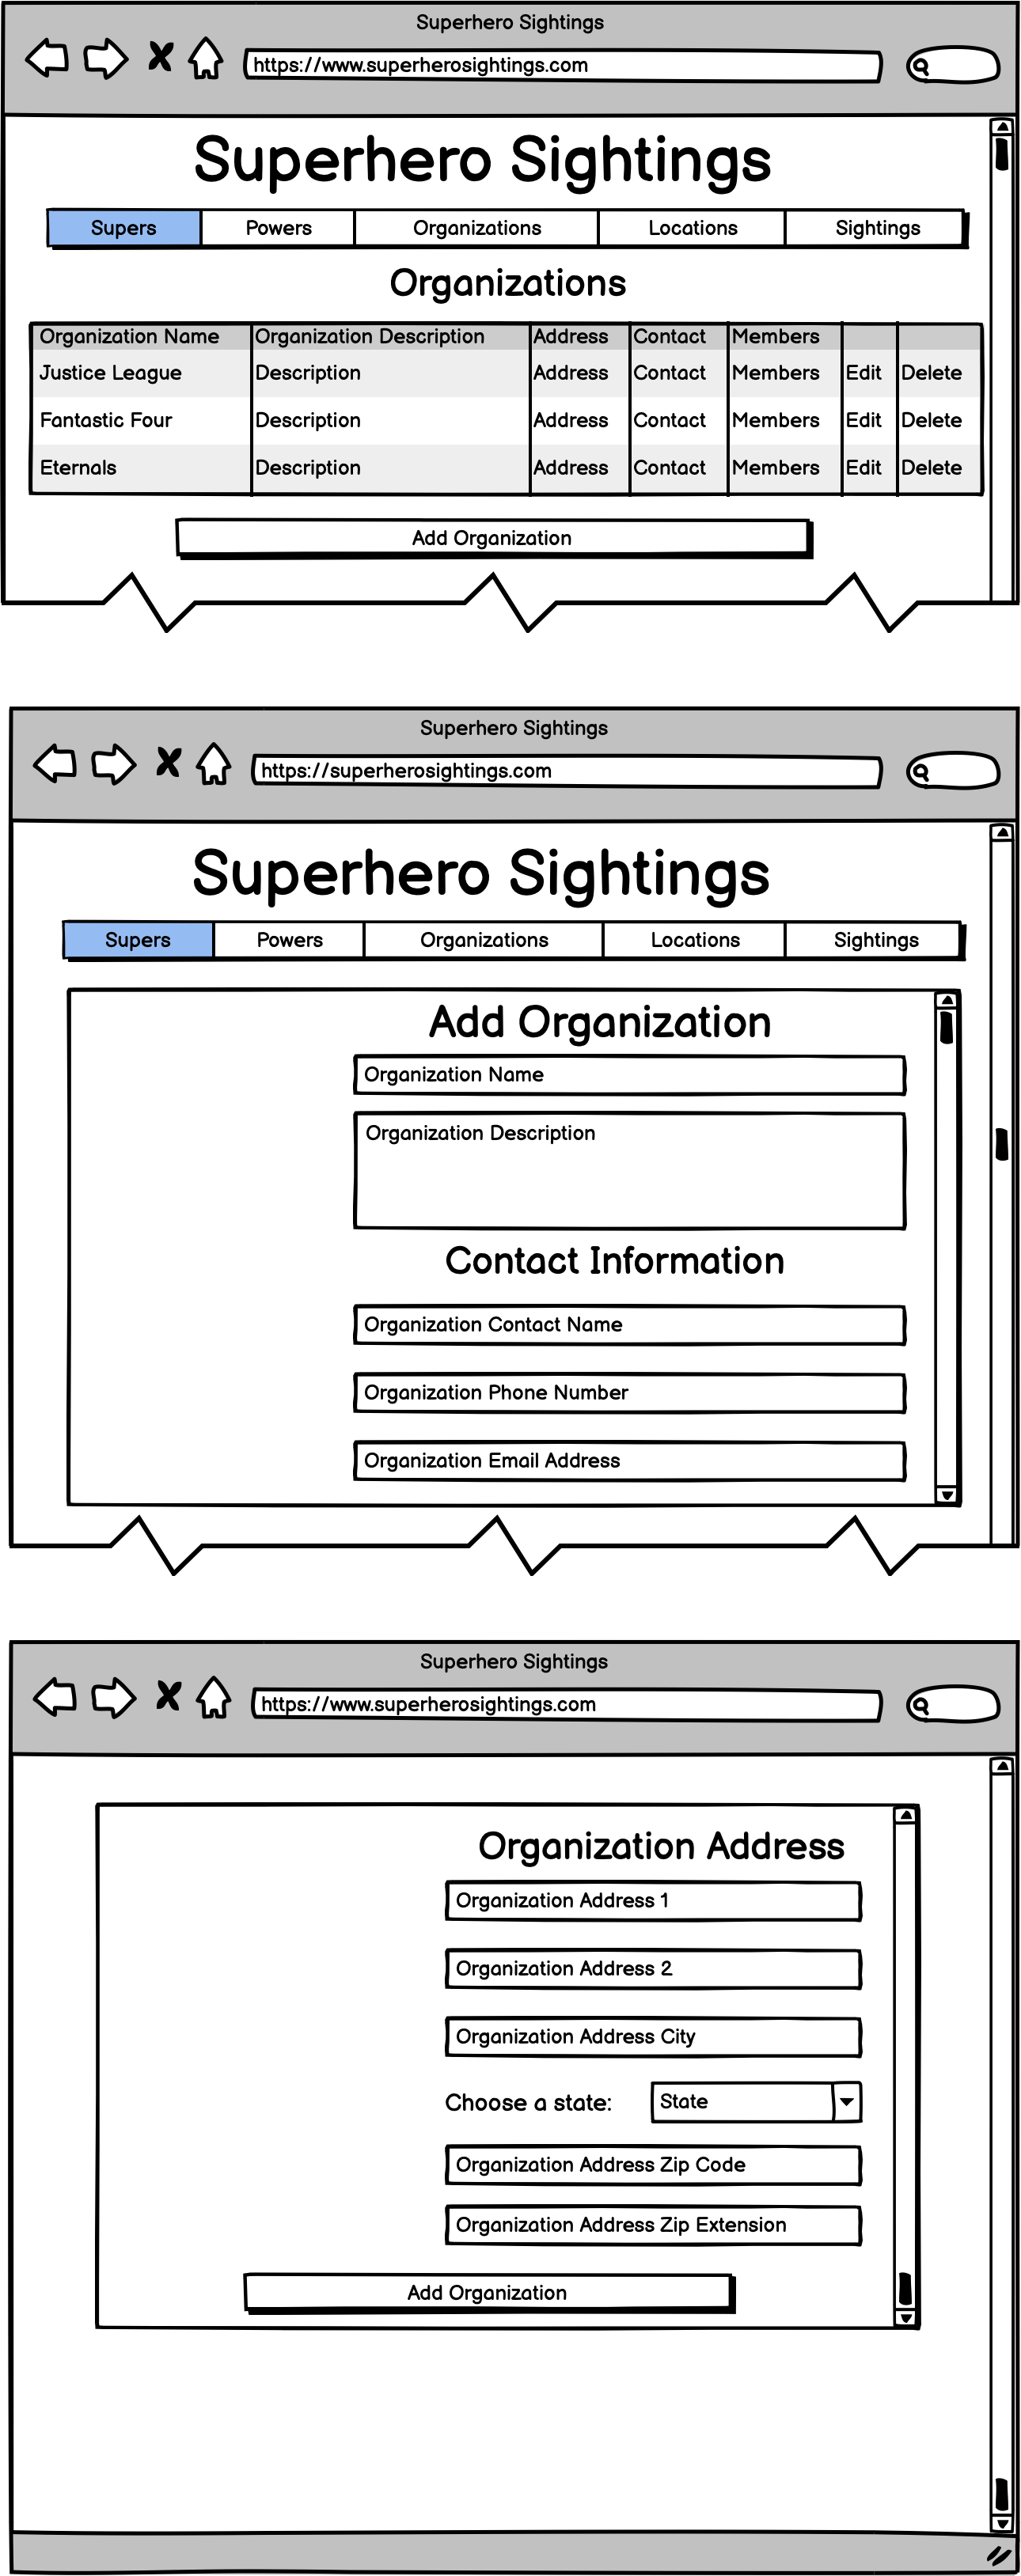 Superhero Sightings
https://www.superherosightings.com
Superhero Sightings
Supers Powers Organizations Locations Sightings
Organizations
Organization Name Organization Description Address Contact Members
Justice League Description Address Contact Members Edit Delete
Fantastic Four Description Address Contact Members Edit Delete
Eternals Description Address Contact Members Edit Delete
Add Organization
Superhero Sightings
https://superherosightings.com
Superhero Sightings
Supers Powers Organizations Locations Sightings
Add Organization
Organization Name
Organization Description
Contact Information
Organization Contact Name
Organization Phone Number
Organization Email Address
Superhero Sightings
https://www.superherosightings.com
Organization Address
Organization Address 1
Organization Address 2
Organization Address City
Choose a state: State
Organization Address Zip Code
Organization Address Zip Extension
Add Organization